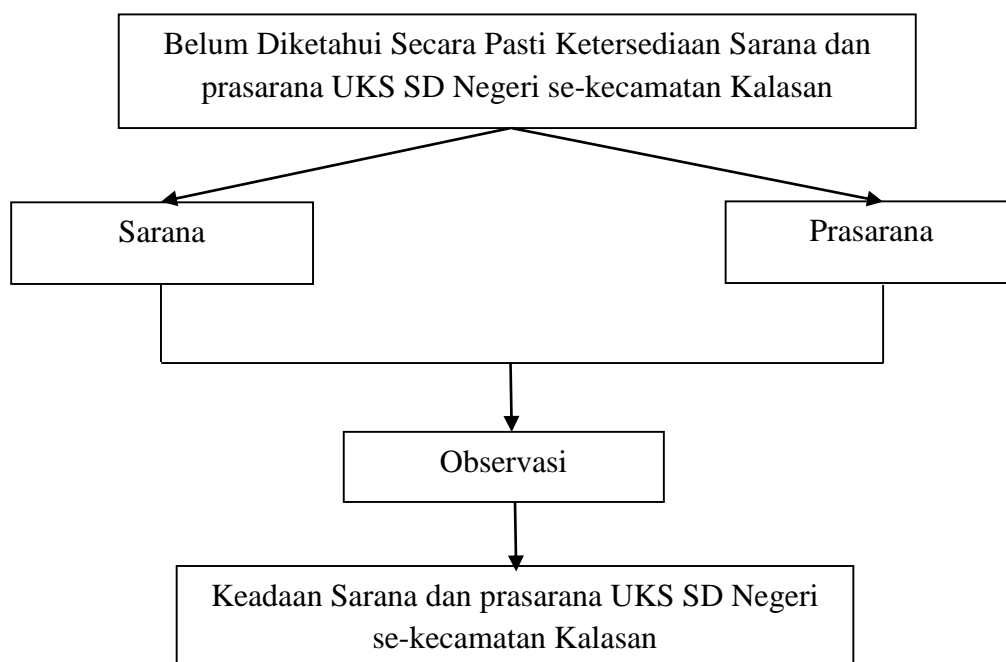 Belum Diketahui Secara Pasti Ketersediaan Sarana dan
prasarana UKS SD Negeri se-kecamatan Kalasan
Sarana
Prasarana
Observasi
Keadaan Sarana dan prasarana UKS SD Negeri
se-kecamatan Kalasan